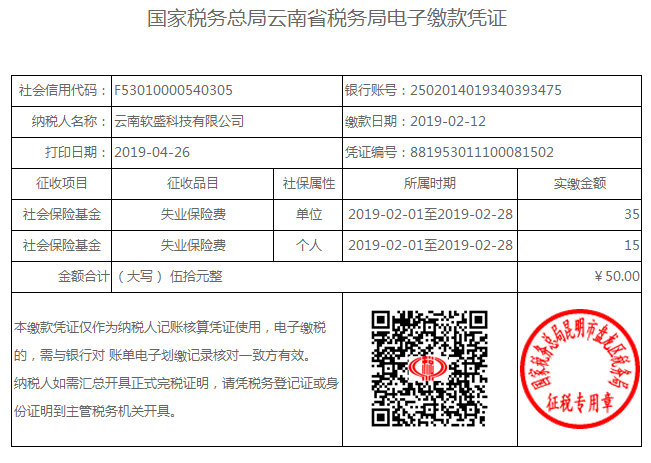 国家税务总局云南省税务局电子缴款凭证
社会信用代码： F53010000540305 银行账号：2502014019340393475
纳税人名称： 云南软盛科技有限公司 缴款日期：2019-02-12
打印日期： 2019-04-26 凭证编号：881953011100081502
征收项目 征收品目 社保属性 所属时期 实缴金额
社会保险基金 失业保险费 单位 2019-02-01至2019-02-28 35
社会保险基金 失业保险费 个人 2019-02-01至2019-02-28 15
金额合计 （大写） 伍拾元整 ￥50.00
本缴款凭证仅作为纳税人记账核算凭证使用，电子缴税
的，需与银行对 账单电子划缴记录核对一致方有效。
纳税人如需汇总开具正式完税证明，请凭税务登记证或身
份证明到主管税务机关开具。
国家税务总局昆明市盘龙区税务局
征税专用章